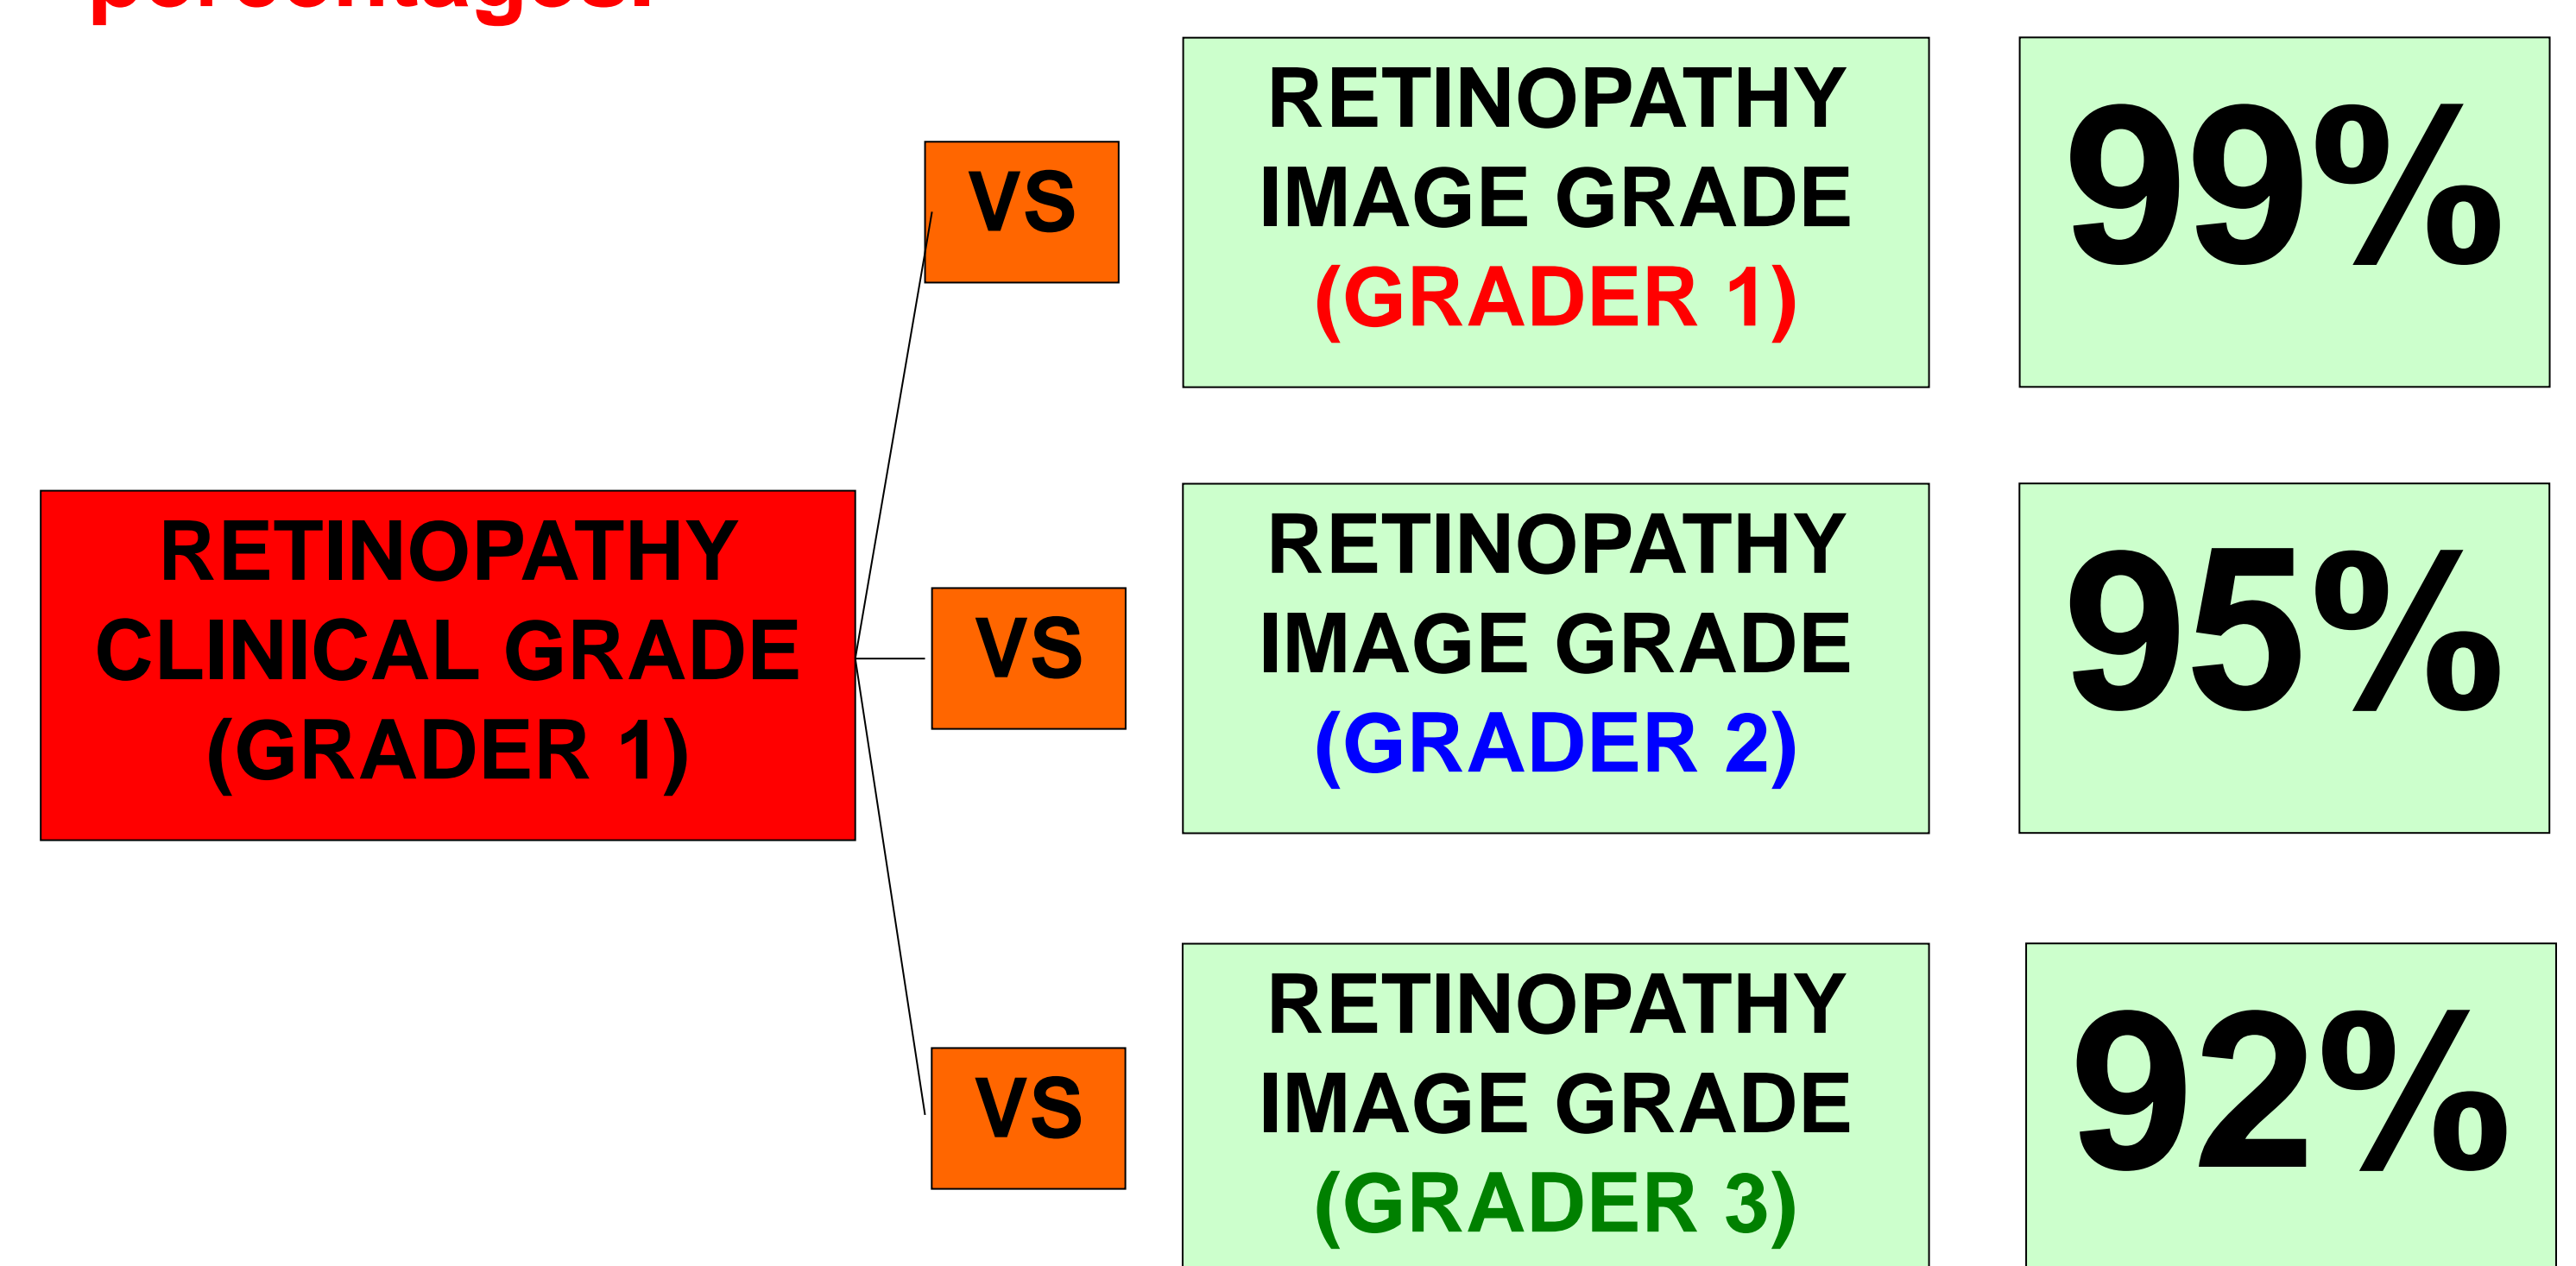 percentages.
VS
RETINOPATHY
IMAGE GRADE
(GRADER 1)
99%
RETINOPATHY
CLINICAL GRADE
(GRADER 1)
VS
RETINOPATHY
IMAGE GRADE
(GRADER 2)
95%
VS
RETINOPATHY
IMAGE GRADE
(GRADER 3)
92%